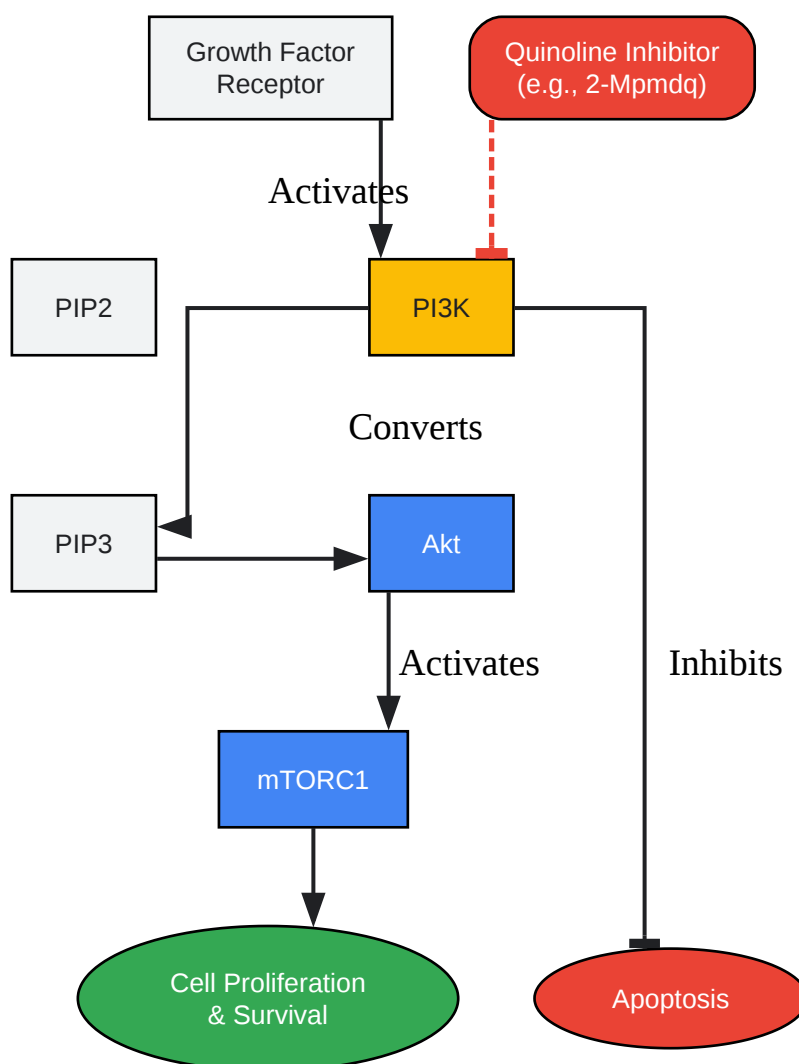 Growth Factor
Receptor
Quinoline Inhibitor
(e.g., 2-Mpmdq)
Activates
PIP2
PI3K
Converts
PIP3
Akt
Activates
Inhibits
mTORC1
Cell Proliferation
& Survival
Apoptosis